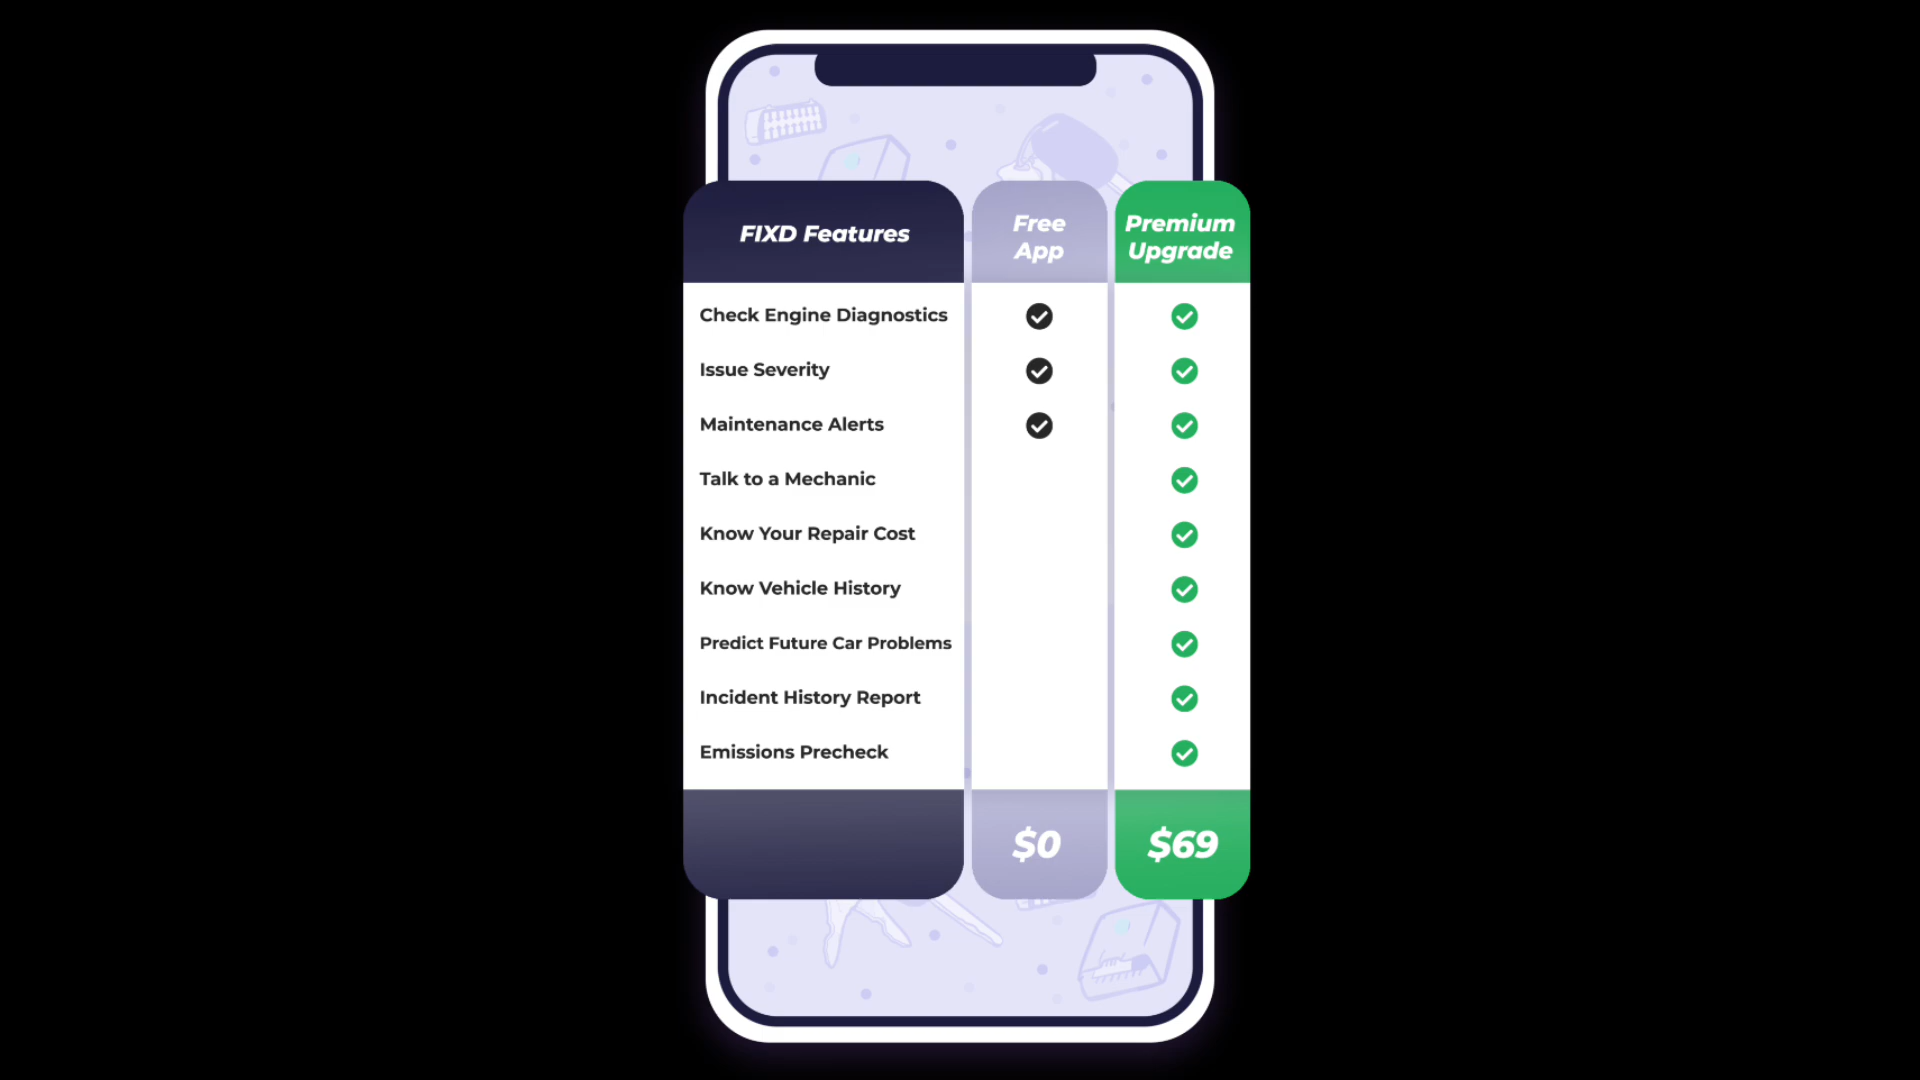 FIXD Features
Free
App
Premium
Upgrade
Check Engine Diagnostics
Issue Severity
Maintenance Alerts
Talk to a Mechanic
Know Your Repair Cost
Know Vehicle History
Predict Future Car Problems
Incident History Report
Emissions Precheck
$0
$69